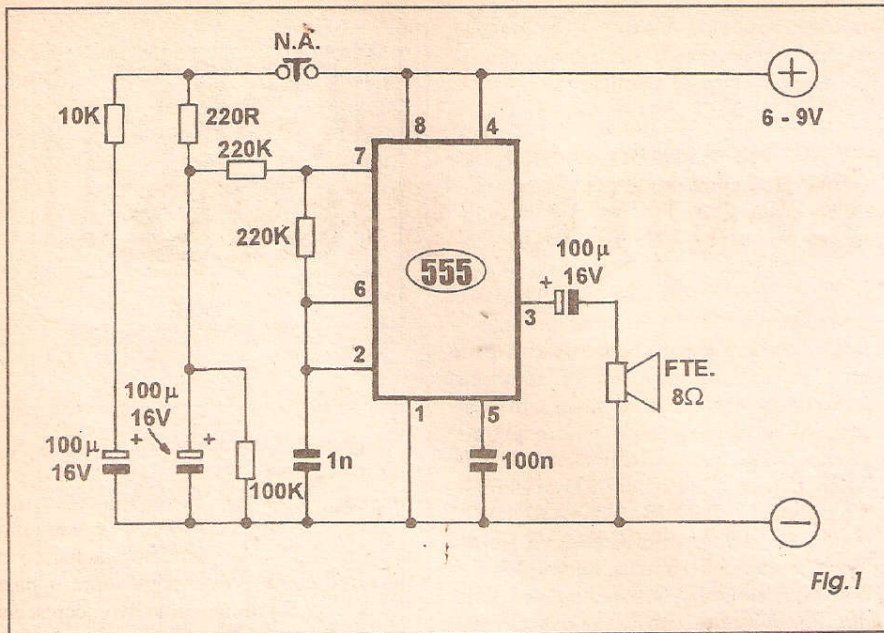 N.A.
10K
220R
220K
7
8
4
6 - 9V
220K
555
100μ
16V
6
3
2
FTE.
8Ω
100μ
16V
1
5
100μ
16V
100K
1n
100n
Fig.1